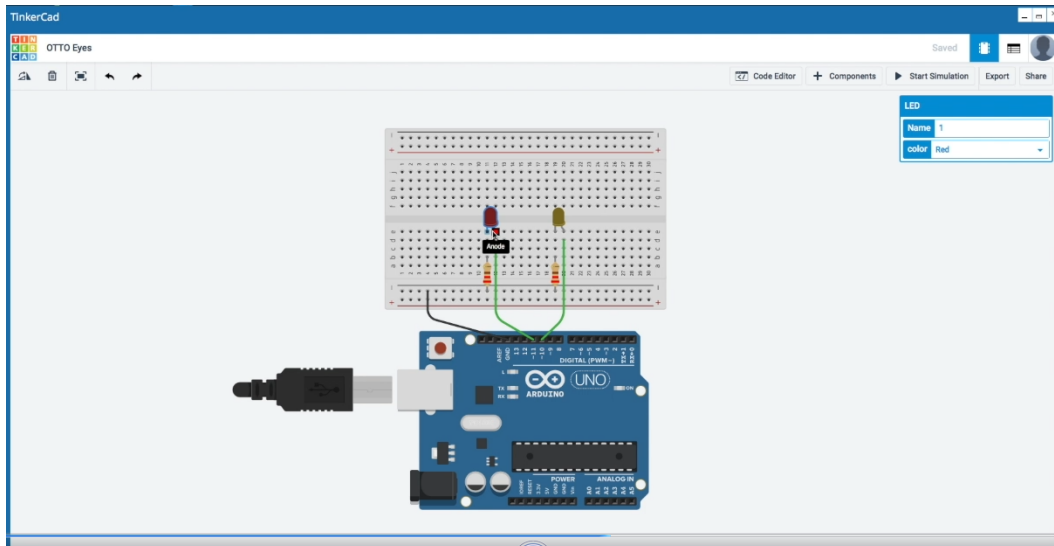 TinkerCad
TIN
KER
CAD
OTTO Eyes
Saved
Code Editor
Components
Start Simulation
Export
Share
LED
Name 1
color Red
Anode
AREF
GND
13
12
~11
~10
~9
8
7
~6
~5
4
~3
2
TX→1
RX←0
DIGITAL (PWM~)
L
TX
RX
UNO
ARDUINO
ON
POWER
ANALOG IN
IOREF
RESET
3.3V
5V
GND
GND
Vin
A0
A1
A2
A3
A4
A5